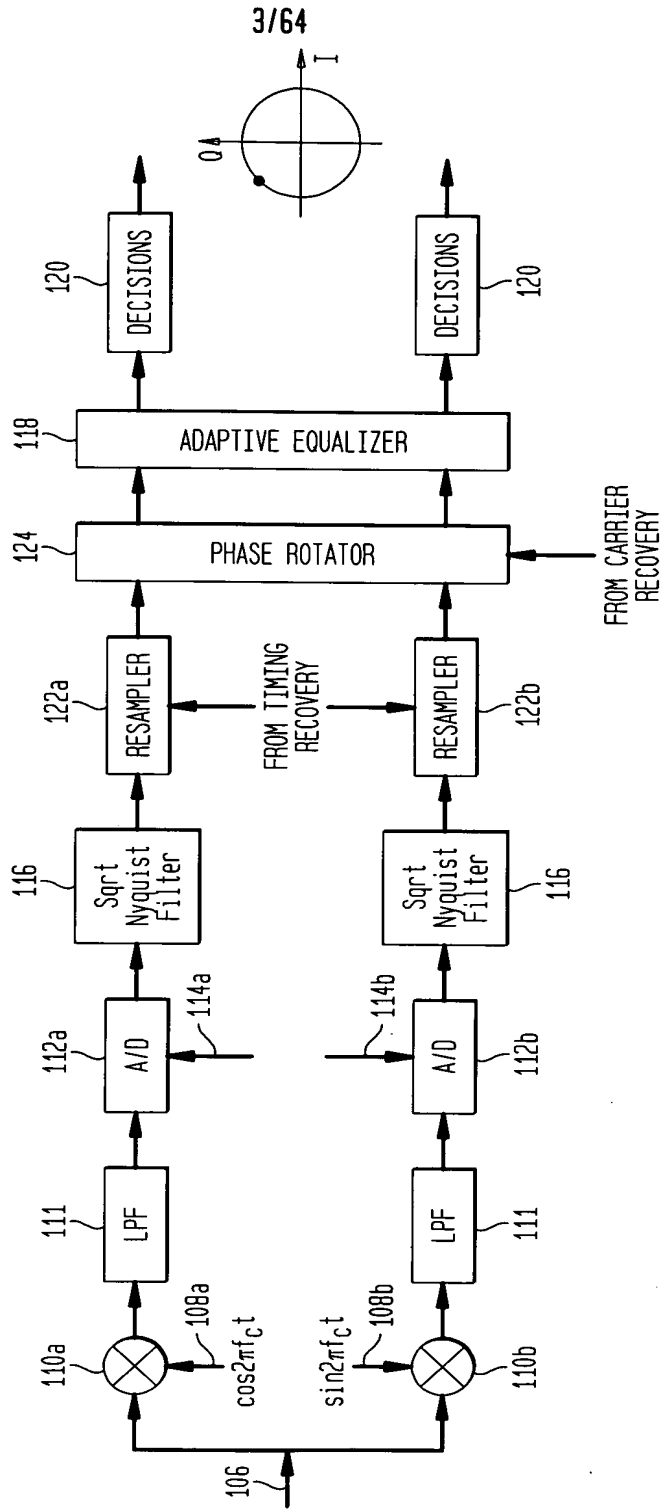 3/64
106
110a
108a
cos2πf_c t
111
LPF
112a
A/D
114a
116
Sqrt
Nyquist
Filter
122a
RESAMPLER
124
PHASE ROTATOR
118
ADAPTIVE EQUALIZER
120
DECISIONS
Q
I
FROM TIMING
RECOVERY
sin2πf_c t
108b
110b
LPF
111
114b
A/D
112b
Sqrt
Nyquist
Filter
116
RESAMPLER
122b
FROM CARRIER
RECOVERY
DECISIONS
120